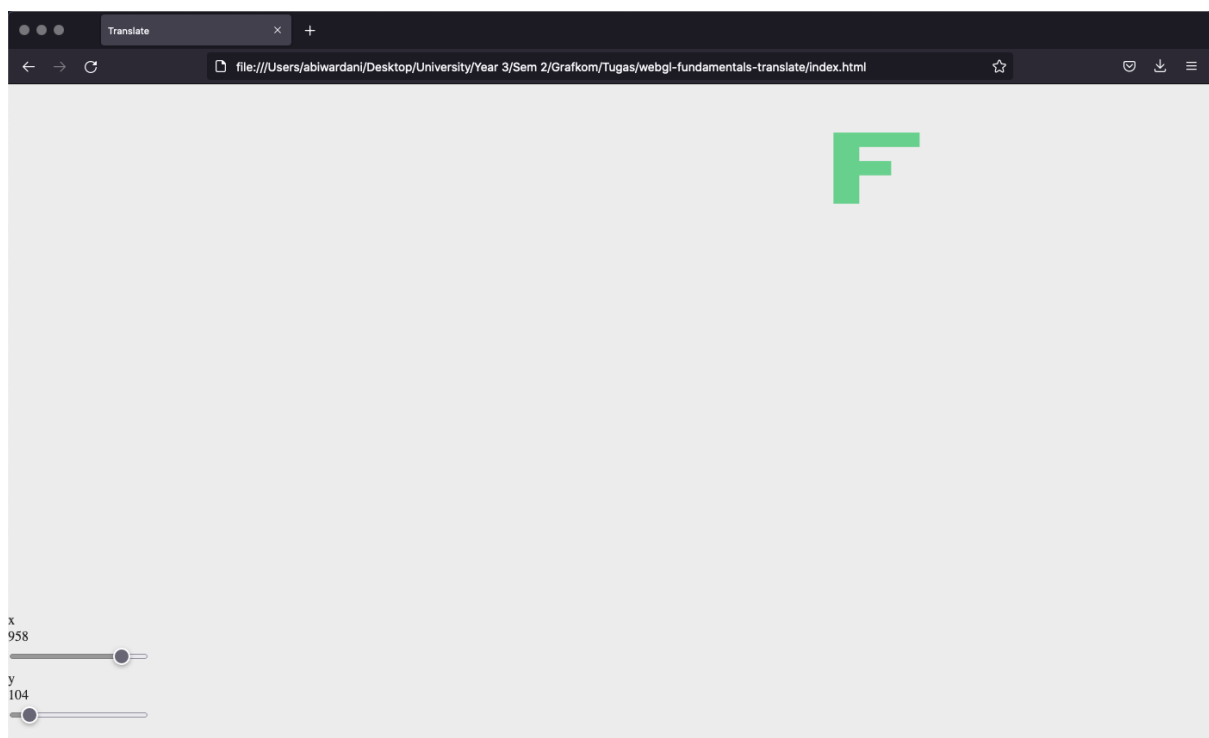 Translate
file:///Users/abiwardani/Desktop/University/Year 3/Sem 2/Grafkom/Tugas/webgl-fundamentals-translate/index.html
F
x
958
y
104